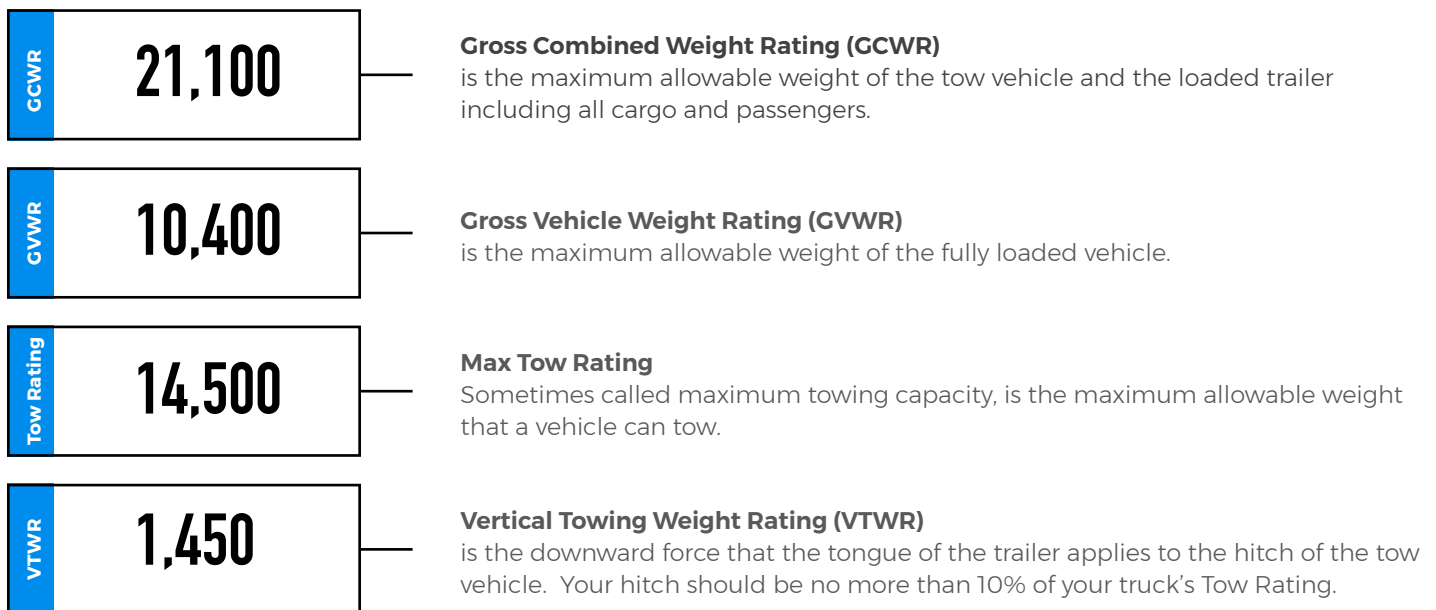 GCWR
21,100
Gross Combined Weight Rating (GCWR)
is the maximum allowable weight of the tow vehicle and the loaded trailer
including all cargo and passengers.
GVWR
10,400
Gross Vehicle Weight Rating (GVWR)
is the maximum allowable weight of the fully loaded vehicle.
Tow Rating
14,500
Max Tow Rating
Sometimes called maximum towing capacity, is the maximum allowable weight
that a vehicle can tow.
VTWR
1,450
Vertical Towing Weight Rating (VTWR)
is the downward force that the tongue of the trailer applies to the hitch of the tow
vehicle.  Your hitch should be no more than 10% of your truck's Tow Rating.